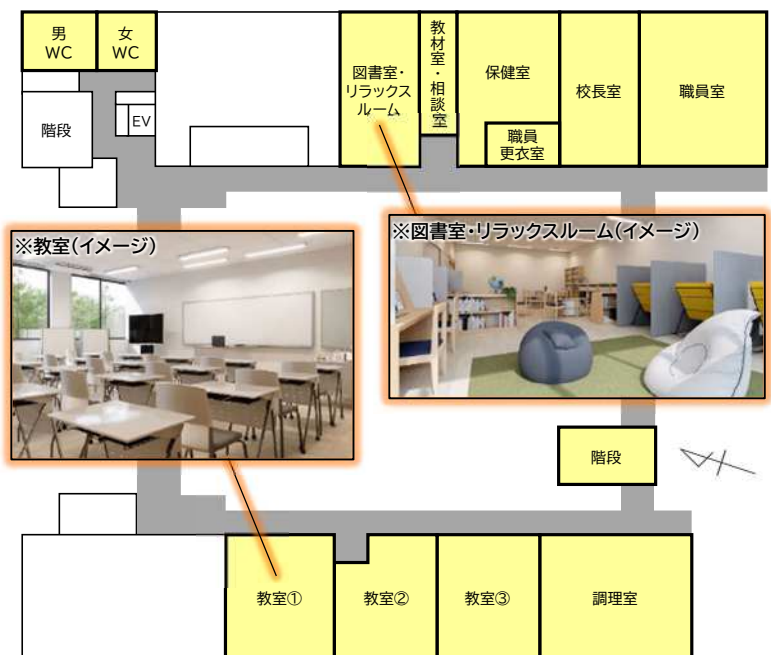 男
WC
女
WC
階段
EV
図書室・
リラックス
ルーム
教材室・相談室
保健室
職員
更衣室
校長室
職員室
※教室(イメージ)
※図書室・リラックスルーム(イメージ)
階段
教室①
教室②
教室③
調理室